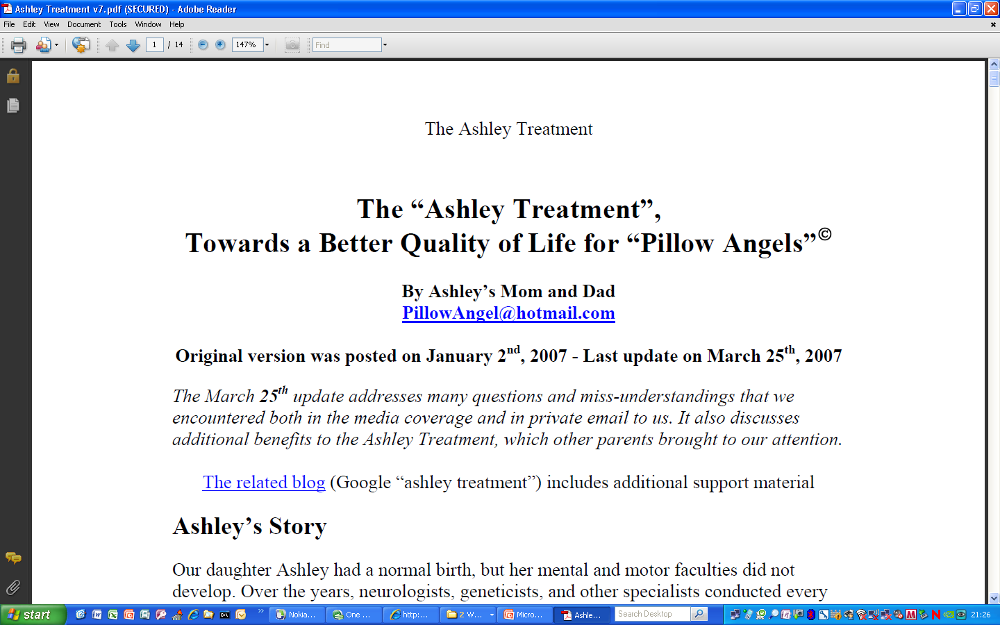 Ashley Treatment v7.pdf (SECURED) - Adobe Reader
File Edit View Document Tools Window Help
1 / 14 147% Find
The Ashley Treatment
The “Ashley Treatment”,
Towards a Better Quality of Life for “Pillow Angels”©
By Ashley’s Mom and Dad
PillowAngel@hotmail.com
Original version was posted on January 2nd, 2007 - Last update on March 25th, 2007
The March 25th update addresses many questions and miss-understandings that we
encountered both in the media coverage and in private email to us. It also discusses
additional benefits to the Ashley Treatment, which other parents brought to our attention.
The related blog (Google “ashley treatment”) includes additional support material
Ashley’s Story
Our daughter Ashley had a normal birth, but her mental and motor faculties did not
develop. Over the years, neurologists, geneticists, and other specialists conducted every
start » Nokia... One ... http:... 2 W... Micro... Ashle... Search Desktop 21:26